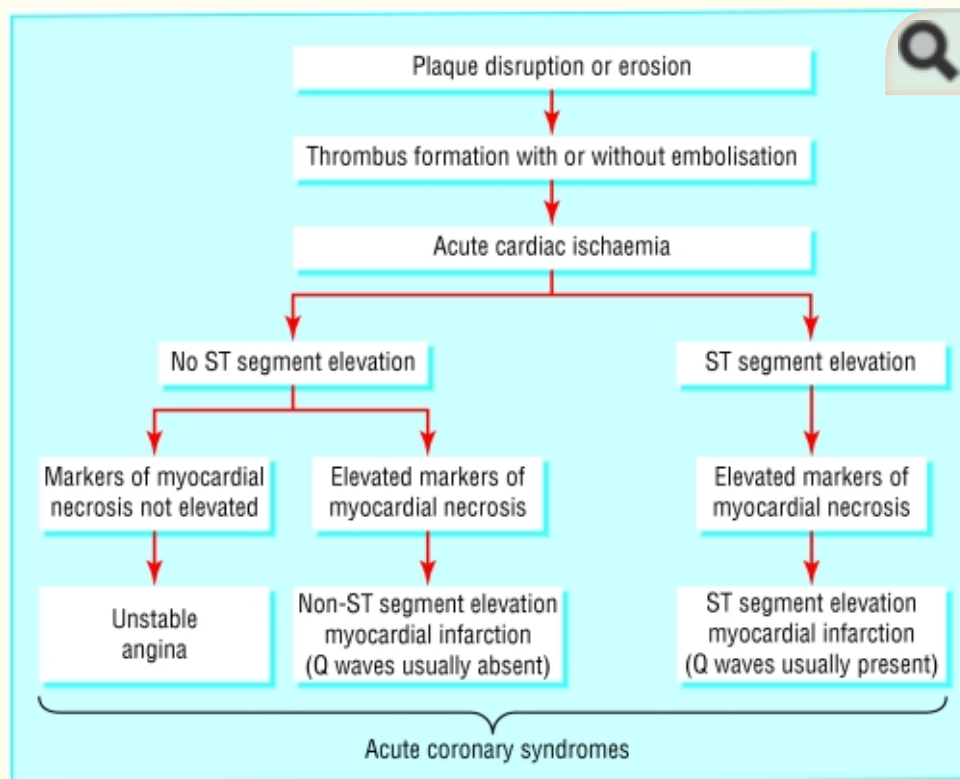 Plaque disruption or erosion
Thrombus formation with or without embolisation
Acute cardiac ischaemia
No ST segment elevation
ST segment elevation
Markers of myocardial
necrosis not elevated
Elevated markers of
myocardial necrosis
Elevated markers of
myocardial necrosis
Unstable
angina
Non-ST segment elevation
myocardial infarction
(Q waves usually absent)
ST segment elevation
myocardial infarction
(Q waves usually present)
Acute coronary syndromes